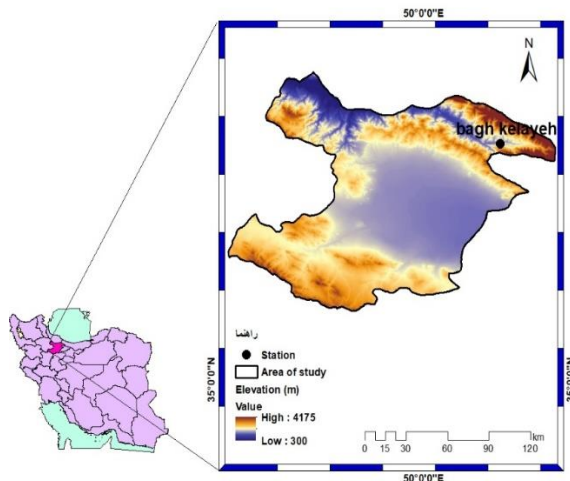 50°0'0"E
N
bagh kelayeh
راهنما
Station
Area of study
Elevation (m)
Value
High : 4175
Low : 300
35°0'0"N
35°0'0"N
km
0 15 30 60 90 120
50°0'0"E